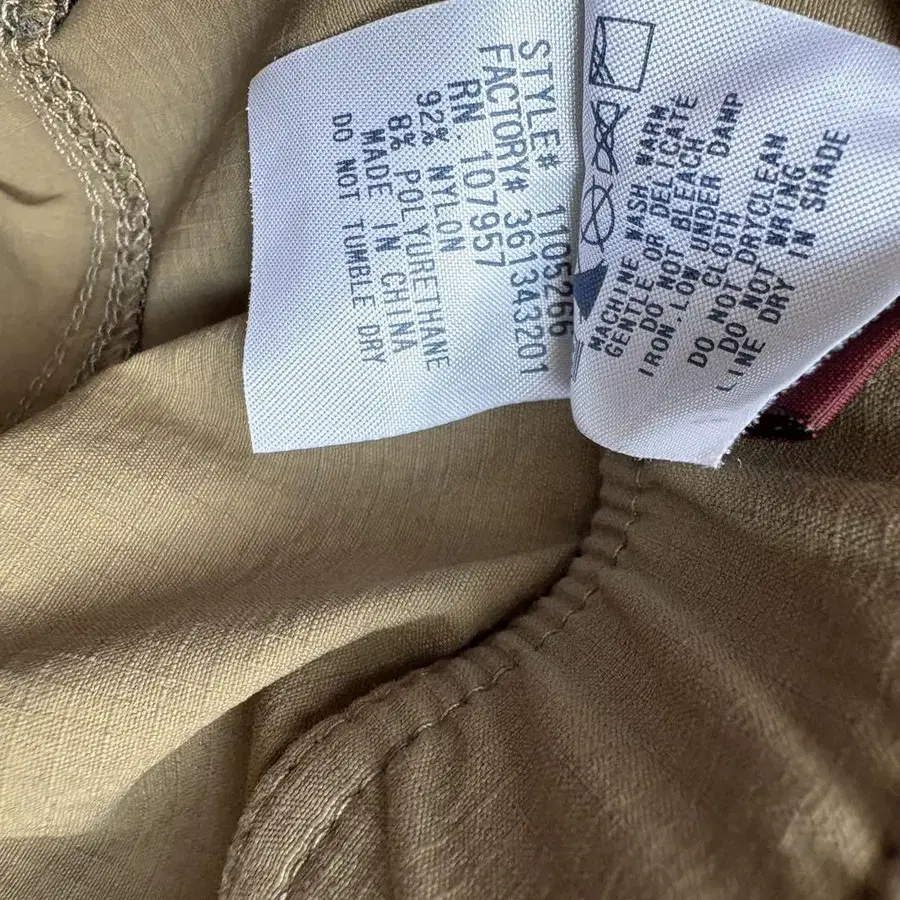 STYLE# 1105266
FACTORY# 361343201
RN. 107957
92% NYLON
8% POLYURETHANE
MADE IN CHINA
DO NOT TUMBLE DRY
MACHINE WASH WARM
GENTLE OR DELICATE
DO NOT BLEACH
IRON.LOW UNDER DAMP
CLOTH
DO NOT DRYCLEAN
DO NOT WRING
LINE DRY IN SHADE